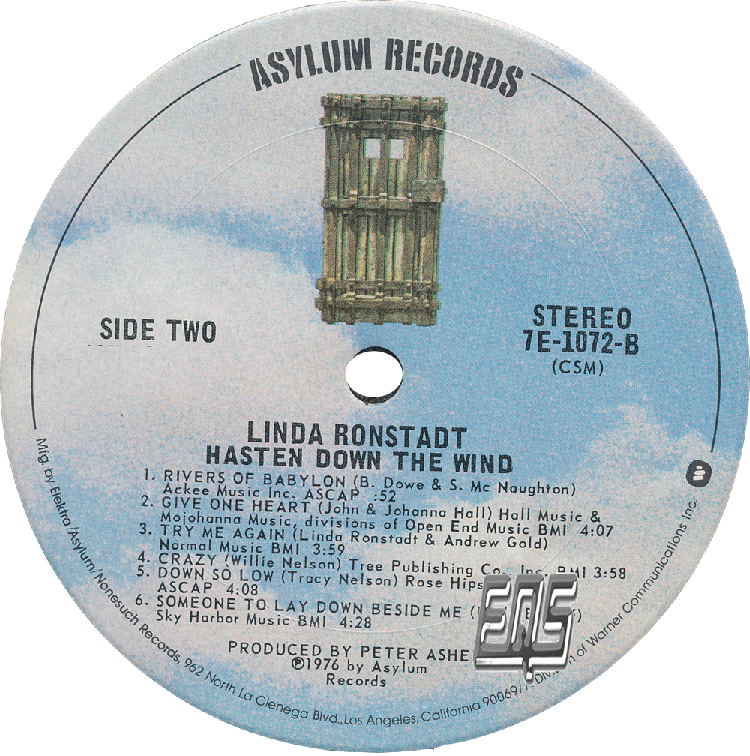 ASYLUM RECORDS
SIDE TWO
STEREO
7E-1072-B
(CSM)
LINDA RONSTADT
HASTEN DOWN THE WIND
1. RIVERS OF BABYLON (B. Dowe & S. Mc Naughton)
Ackee Music Inc. ASCAP :52
2. GIVE ONE HEART (John & Johanna Hall) Hall Music &
Mojohanna Music, divisions of Open End Music BMI 4:07
3. TRY ME AGAIN (Linda Ronstadt & Andrew Gold)
Normal Music BMI 3:59
4. CRAZY (Willie Nelson) Tree Publishing Co., Inc. BMI 3:58
5. DOWN SO LOW (Tracy Nelson) Rose Hips
ASCAP 4:08
6. SOMEONE TO LAY DOWN BESIDE ME
Sky Harbor Music BMI 4:28
PRODUCED BY PETER ASHE
℗1976 by Asylum
Records
Mfg. by Elektra/Asylum/Nonesuch Records, 962 North La Cienega Blvd., Los Angeles, California 90069 Division of Warner Communications Inc.